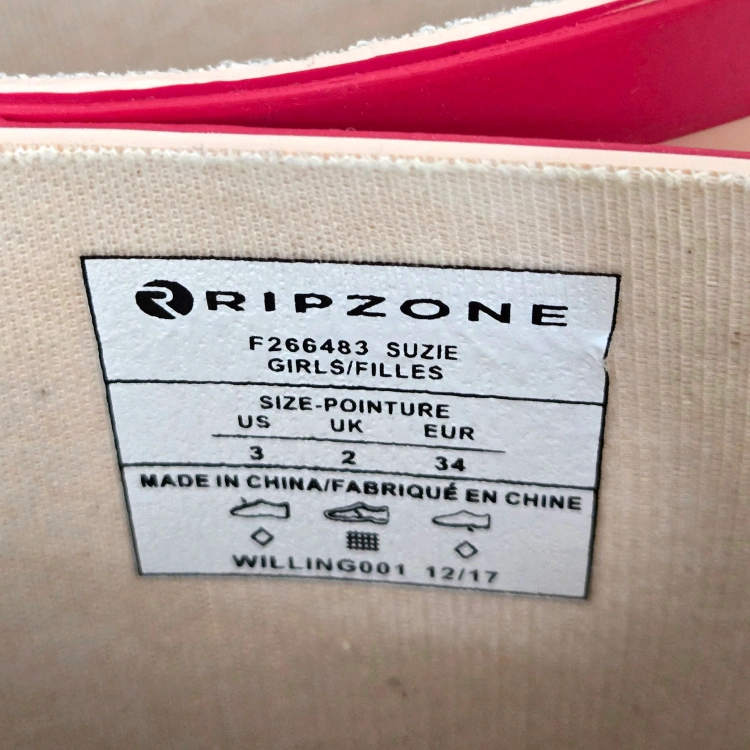 RIPZONE
F266483 SUZIE
GIRLS/FILLES
SIZE-POINTURE
US UK EUR
3 2 34
MADE IN CHINA/FABRIQUÉ EN CHINE
WILLING001 12/17